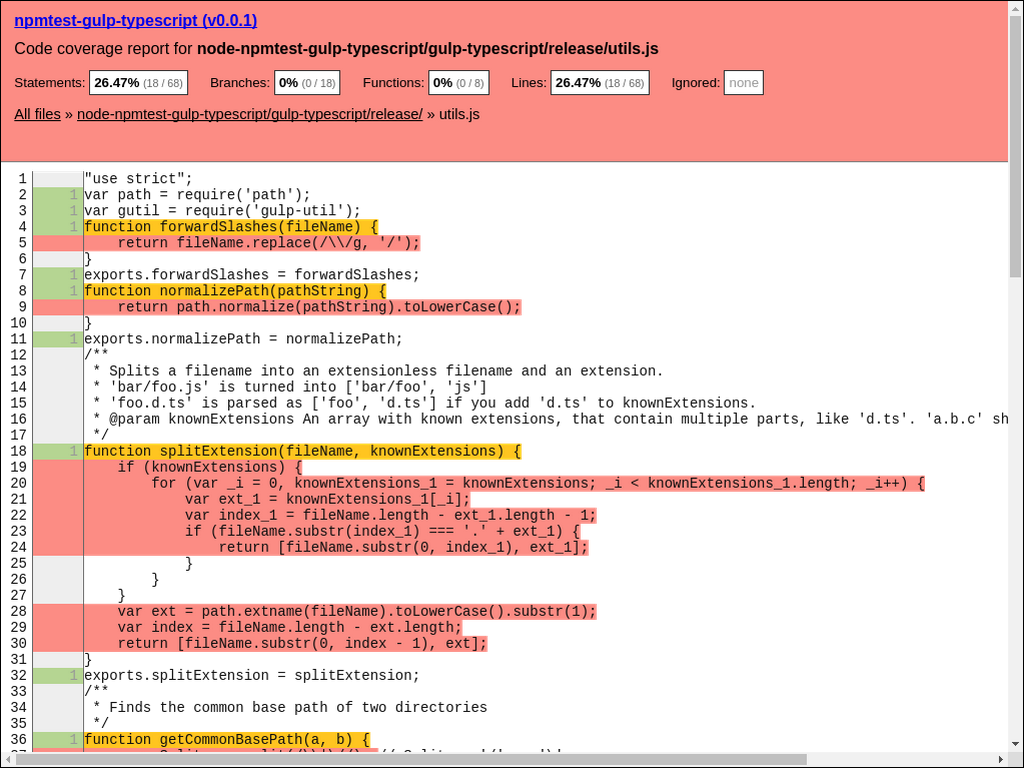 npmtest-gulp-typescript (v0.0.1)
Code coverage report for node-npmtest-gulp-typescript/gulp-typescript/release/utils.js
Statements: 26.47% (18 / 68) Branches: 0% (0 / 18) Functions: 0% (0 / 8) Lines: 26.47% (18 / 68) Ignored: none
All files » node-npmtest-gulp-typescript/gulp-typescript/release/ » utils.js
1 "use strict";
2 1 var path = require('path');
3 1 var gutil = require('gulp-util');
4 1 function forwardSlashes(fileName) {
5     return fileName.replace(/\\/g, '/');
6 }
7 1 exports.forwardSlashes = forwardSlashes;
8 1 function normalizePath(pathString) {
9     return path.normalize(pathString).toLowerCase();
10 }
11 1 exports.normalizePath = normalizePath;
12 /**
13  * Splits a filename into an extensionless filename and an extension.
14  * 'bar/foo.js' is turned into ['bar/foo', 'js']
15  * 'foo.d.ts' is parsed as ['foo', 'd.ts'] if you add 'd.ts' to knownExtensions.
16  * @param knownExtensions An array with known extensions, that contain multiple parts, like 'd.ts'. 'a.b.c' sh
17  */
18 1 function splitExtension(fileName, knownExtensions) {
19     if (knownExtensions) {
20         for (var _i = 0, knownExtensions_1 = knownExtensions; _i < knownExtensions_1.length; _i++) {
21             var ext_1 = knownExtensions_1[_i];
22             var index_1 = fileName.length - ext_1.length - 1;
23             if (fileName.substr(index_1) === '.' + ext_1) {
24                 return [fileName.substr(0, index_1), ext_1];
25             }
26         }
27     }
28     var ext = path.extname(fileName).toLowerCase().substr(1);
29     var index = fileName.length - ext.length;
30     return [fileName.substr(0, index - 1), ext];
31 }
32 1 exports.splitExtension = splitExtension;
33 /**
34  * Finds the common base path of two directories
35  */
36 1 function getCommonBasePath(a, b) {